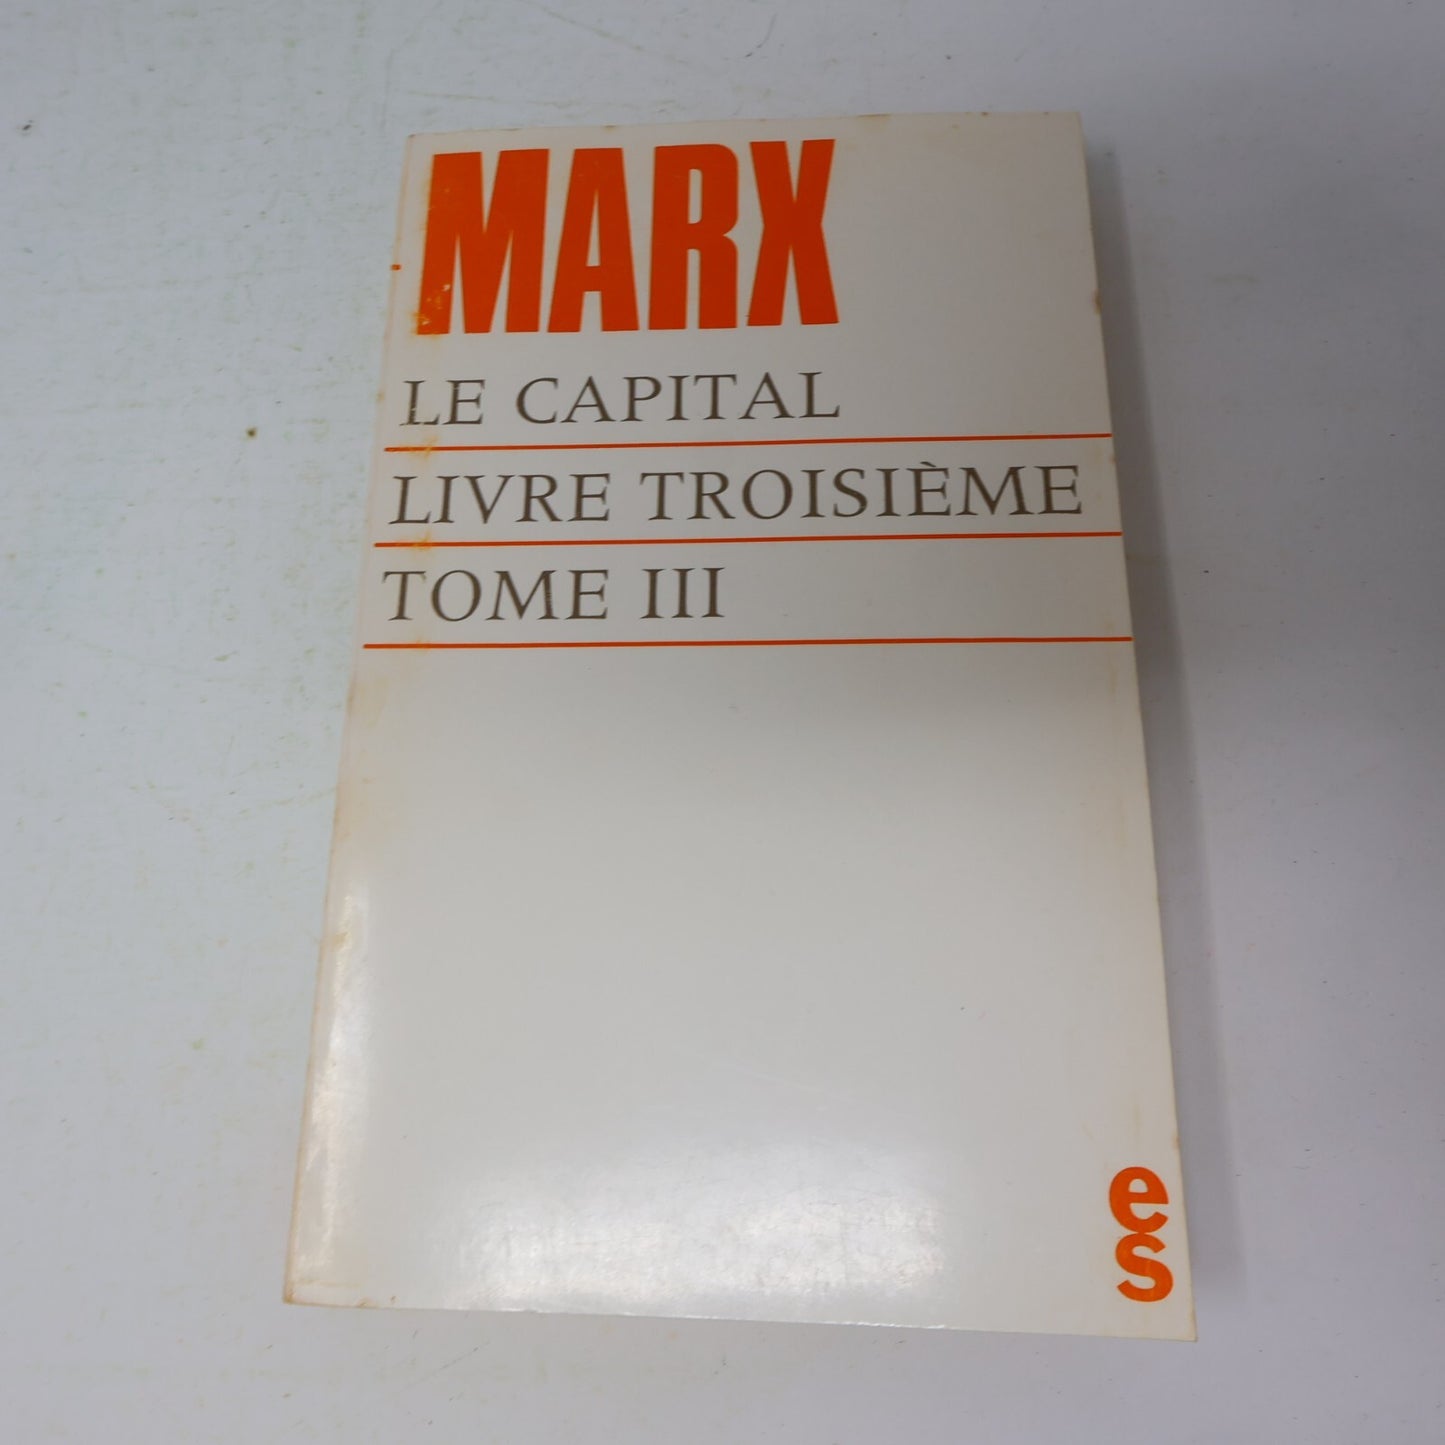 MARX
LE CAPITAL
LIVRE TROISIÈME
TOME III
es